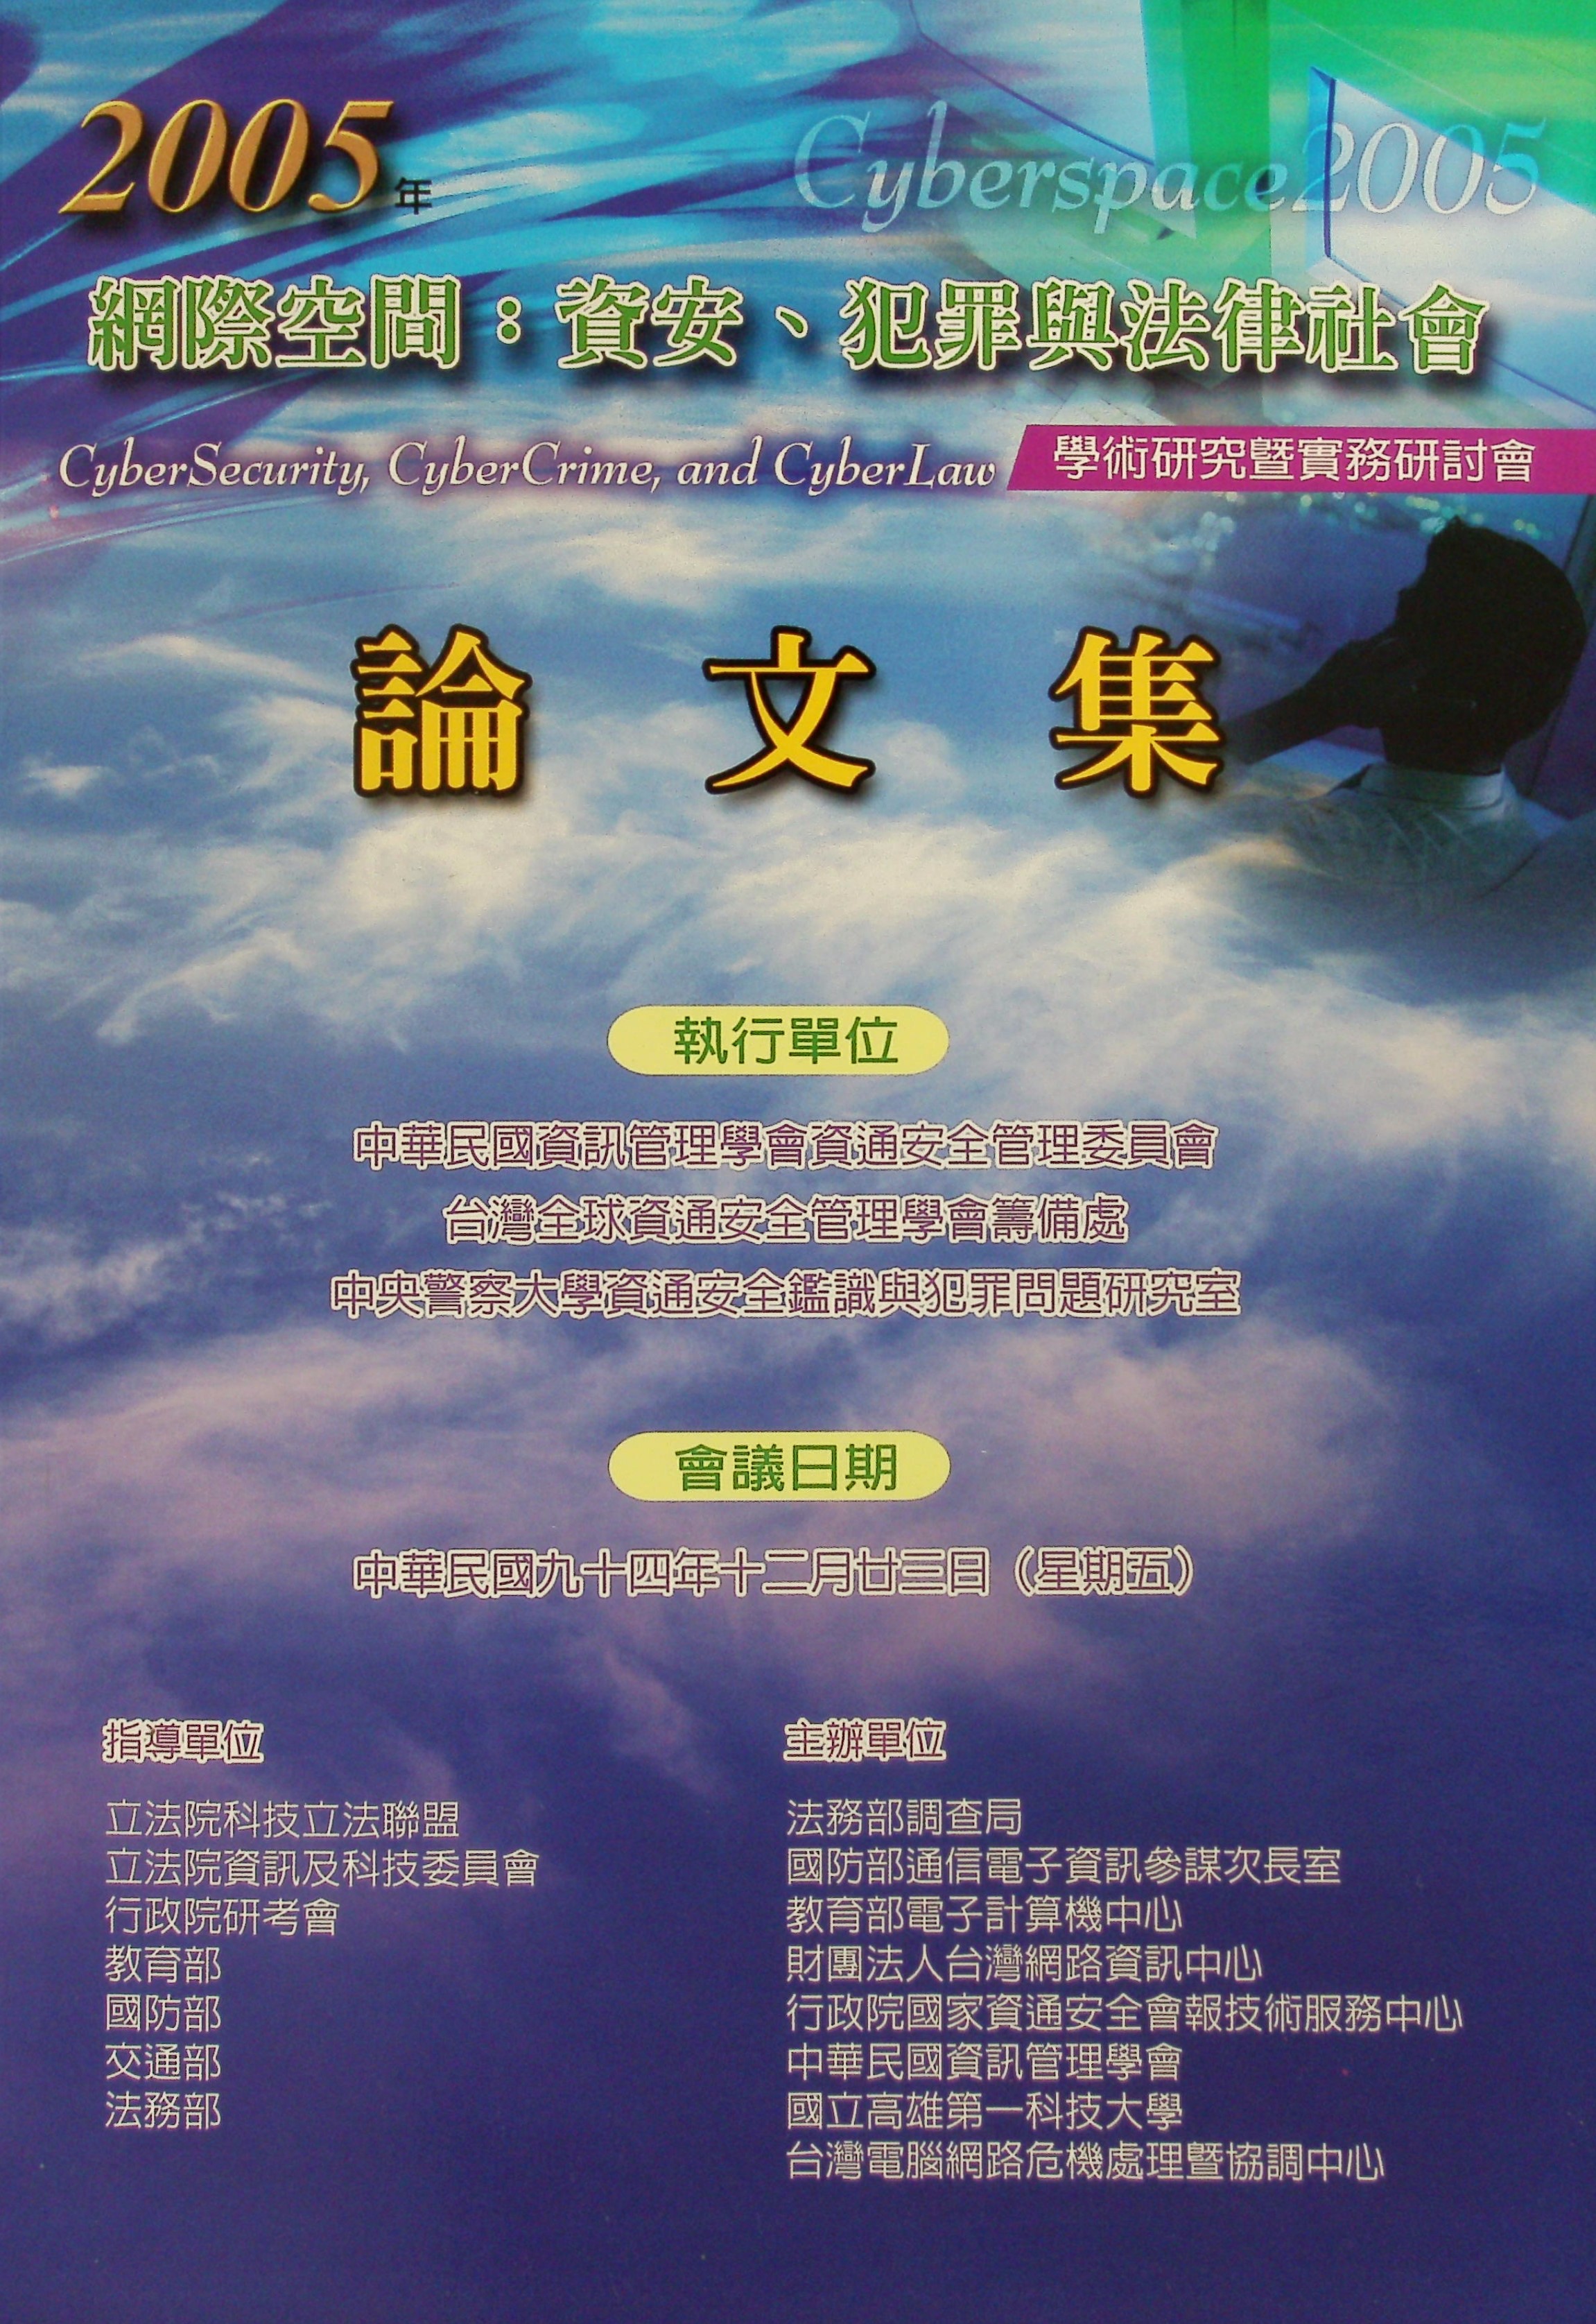 2005年
Cyberspace2005
網際空間：資安、犯罪與法律社會
CyberSecurity, CyberCrime, and CyberLaw
學術研究暨實務研討會
論文集
執行單位
中華民國資訊管理學會資通安全管理委員會
台灣全球資通安全管理學會籌備處
中央警察大學資通安全鑑識與犯罪問題研究室
會議日期
中華民國九十四年十二月廿三日（星期五）
指導單位
立法院科技立法聯盟
立法院資訊及科技委員會
行政院研考會
教育部
國防部
交通部
法務部
主辦單位
法務部調查局
國防部通信電子資訊參謀次長室
教育部電子計算機中心
財團法人台灣網路資訊中心
行政院國家資通安全會報技術服務中心
中華民國資訊管理學會
國立高雄第一科技大學
台灣電腦網路危機處理暨協調中心